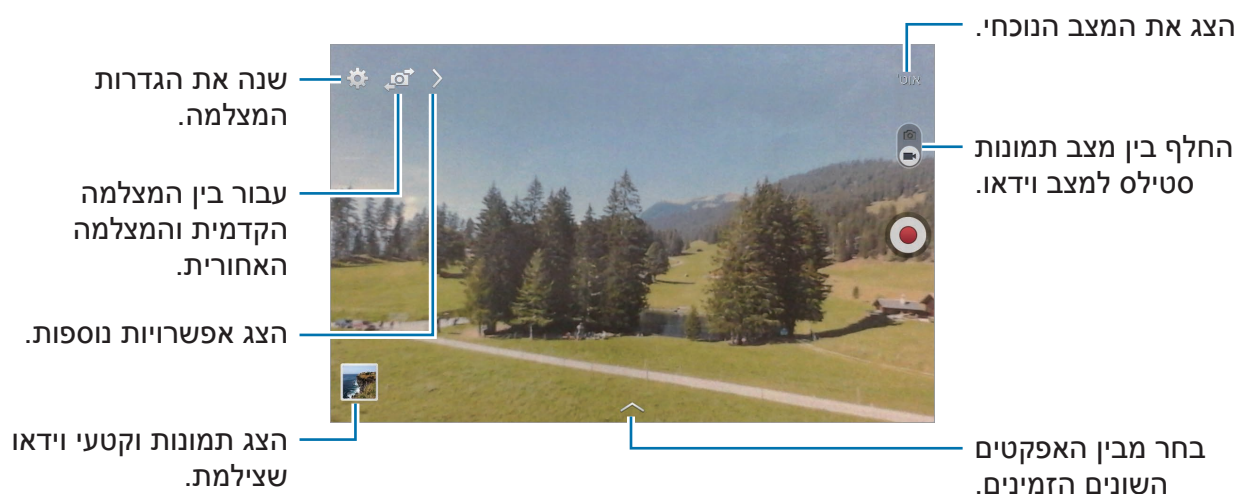 הצג את המצב הנוכחי.
אוטו
החלף בין מצב תמונות
סטילס למצב וידאו.
בחר מבין האפקטים
השונים הזמינים.
שנה את הגדרות
המצלמה.
עבור בין המצלמה
הקדמית והמצלמה
האחורית.
הצג אפשרויות נוספות.
הצג תמונות וקטעי וידאו
שצילמת.